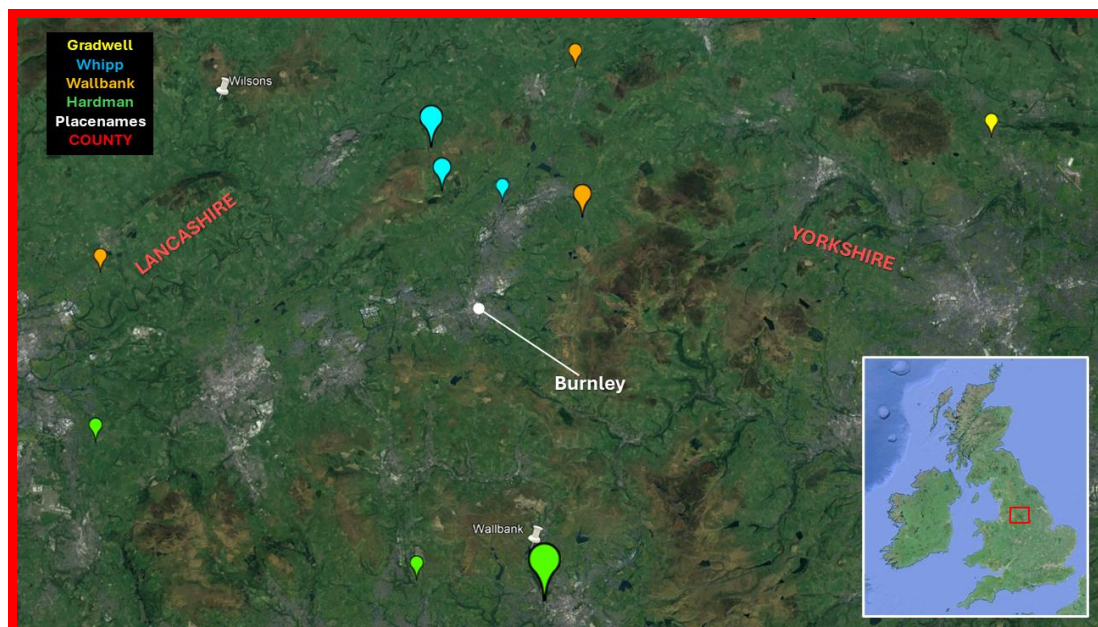 Gradwell
Whipp
Wallbank
Hardman
Placenames
COUNTY
Wilsons
LANCASHIRE
YORKSHIRE
Burnley
Wallbank